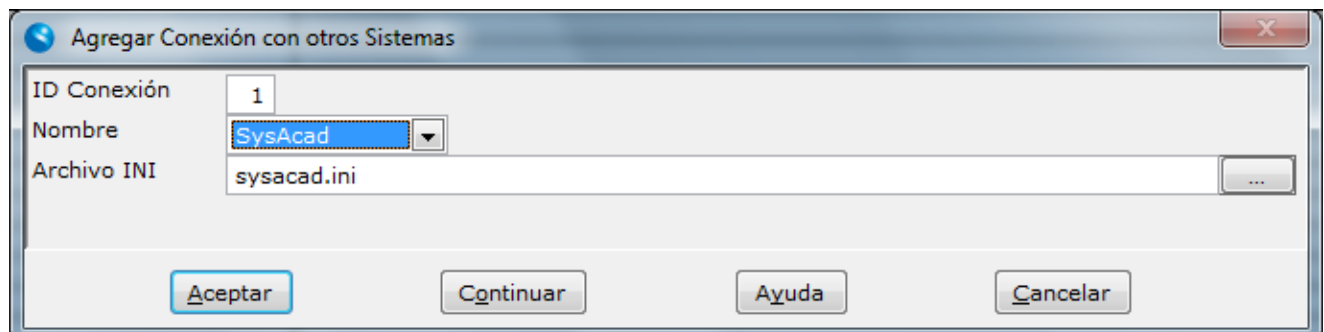 Agregar Conexión con otros Sistemas
ID Conexión 1
Nombre SysAcad
Archivo INI sysacad.ini ...
Aceptar Continuar Ayuda Cancelar